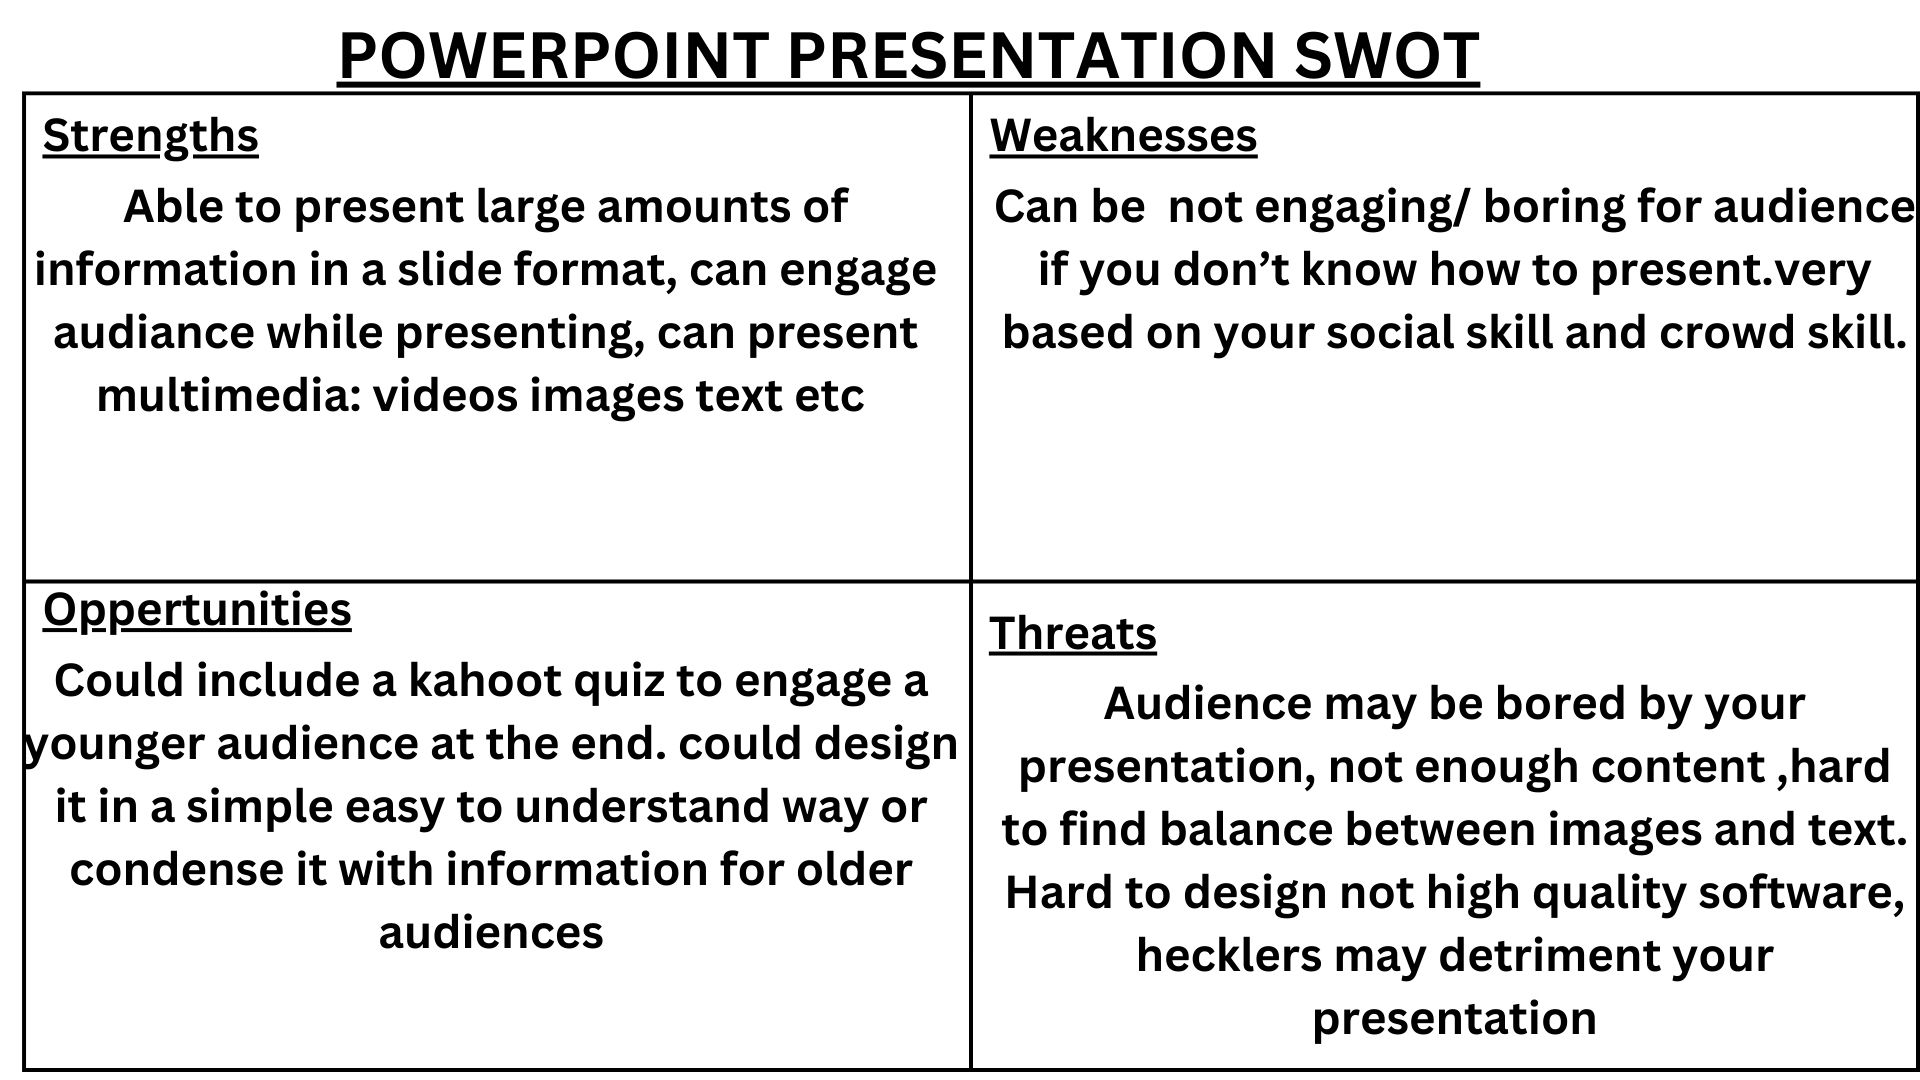 POWERPOINT PRESENTATION SWOT
Strengths
Able to present large amounts of
information in a slide format, can engage
audiance while presenting, can present
multimedia: videos images text etc
Weaknesses
Can be  not engaging/ boring for audience
if you don’t know how to present.very
based on your social skill and crowd skill.
Oppertunities
Could include a kahoot quiz to engage a
younger audience at the end. could design
it in a simple easy to understand way or
condense it with information for older
audiences
Threats
Audience may be bored by your
presentation, not enough content ,hard
to find balance between images and text.
Hard to design not high quality software,
hecklers may detriment your
presentation